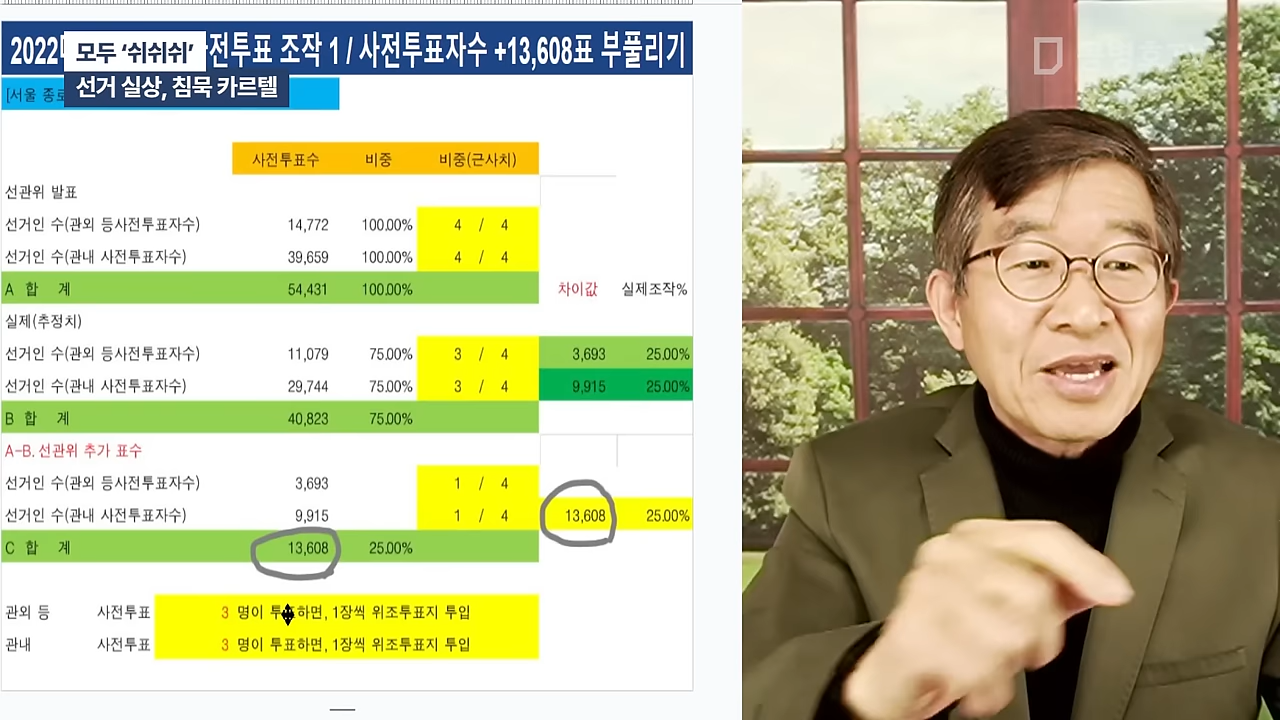 2022 사전투표 조작 1 / 사전투표자수 +13,608표 부풀리기
모두 ‘쉬쉬쉬’
선거 실상, 침묵 카르텔
[서울 종로
사전투표수 비중 비중(근사치)
선관위 발표
선거인 수(관외 등사전투표자수) 14,772 100.00% 4 / 4
선거인 수(관내 사전투표자수) 39,659 100.00% 4 / 4
A 합 계 54,431 100.00% 차이값 실제조작%
실제(추정치)
선거인 수(관외 등사전투표자수) 11,079 75.00% 3 / 4 3,693 25.00%
선거인 수(관내 사전투표자수) 29,744 75.00% 3 / 4 9,915 25.00%
B 합 계 40,823 75.00%
A-B. 선관위 추가 표수
선거인 수(관외 등사전투표자수) 3,693 1 / 4
선거인 수(관내 사전투표자수) 9,915 1 / 4 13,608 25.00%
C 합 계 13,608 25.00%
관외 등 사전투표 3 명이 투표하면, 1장씩 위조투표지 투입
관내 사전투표 3 명이 투표하면, 1장씩 위조투표지 투입